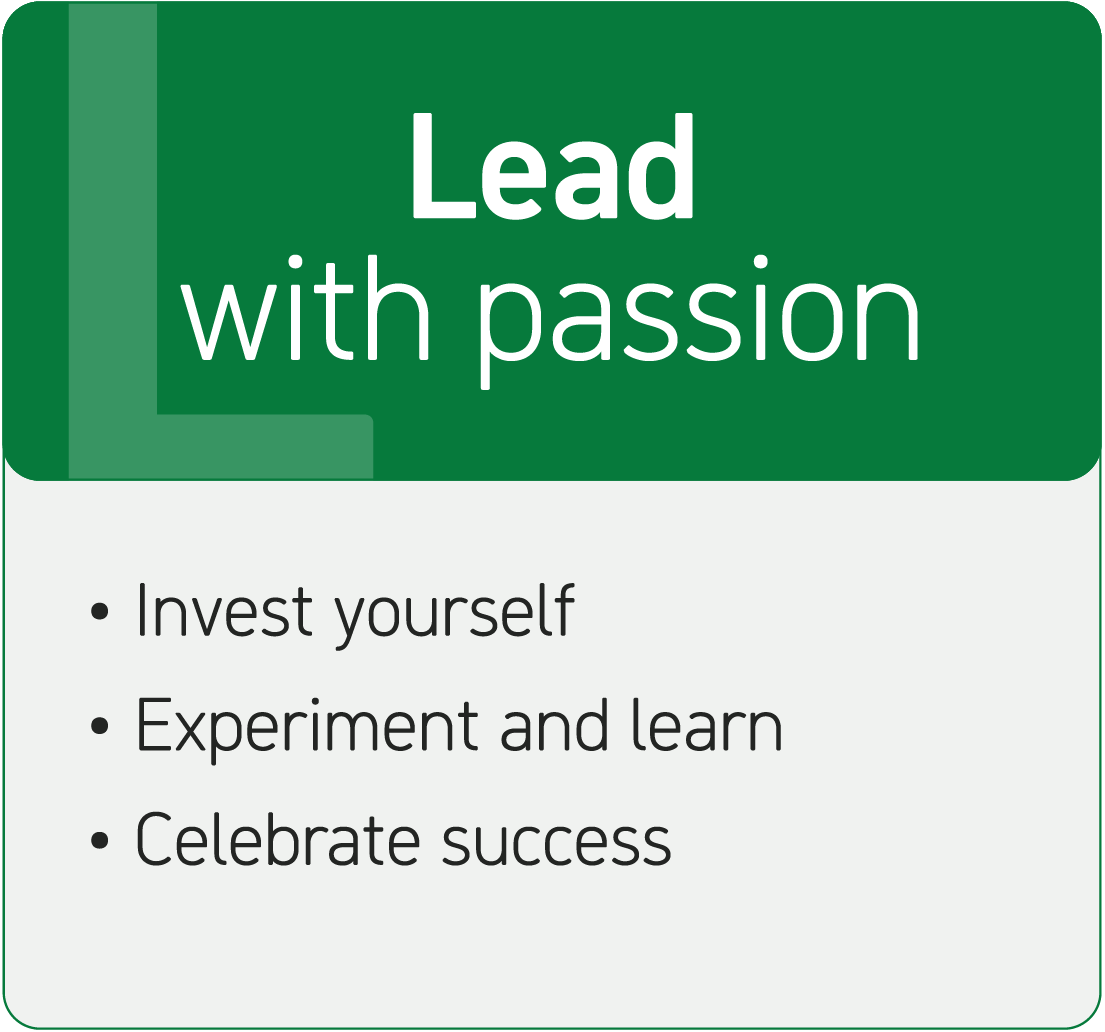 L
Lead
with passion
• Invest yourself
• Experiment and learn
• Celebrate success